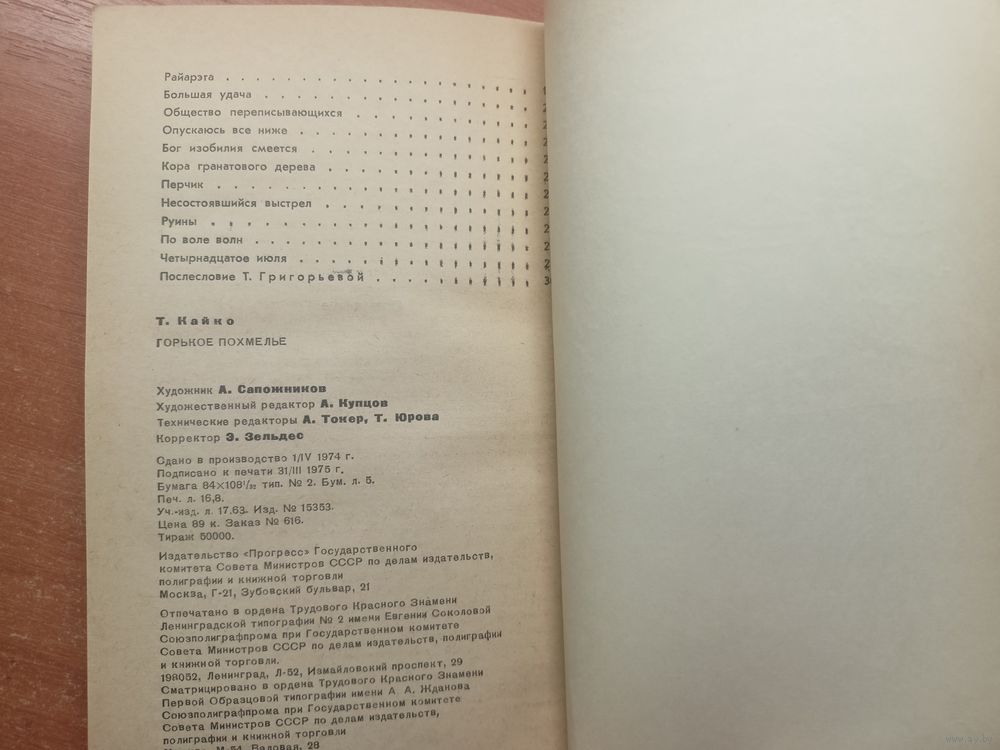 Райарэга
Большая удача
Общество переписывающихся
Опускаюсь все ниже
Бог изобилия смеется
Кора гранатового дерева
Перчик
Несостоявшийся выстрел
Руины
По воле волн
Четырнадцатое июля
Послесловие Т. Григорьевой
Т. Кайко
ГОРЬКОЕ ПОХМЕЛЬЕ
Художник А. Сапожников
Художественный редактор А. Купцов
Технические редакторы А. Токер, Т. Юрова
Корректор Э. Зельдес
Сдано в производство 1/IV 1974 г.
Подписано к печати 31/III 1975 г.
Бумага 84×108¹/₃₂ тип. № 2. Бум. л. 5.
Печ. л. 16,8.
Уч.-изд. л. 17,63. Изд. № 15353.
Цена 89 к. Заказ № 616.
Тираж 50000.
Издательство «Прогресс» Государственного
комитета Совета Министров СССР по делам издательств,
полиграфии и книжной торговли
Москва, Г-21, Зубовский бульвар, 21
Отпечатано в ордена Трудового Красного Знамени
Ленинградской типографии № 2 имени Евгении Соколовой
Союзполиграфпрома при Государственном комитете
Совета Министров СССР по делам издательств, полиграфии
и книжной торговли.
198052, Ленинград, Л-52, Измайловский проспект, 29
Сматрицировано в ордена Трудового Красного Знамени
Первой Образцовой типографии имени А. А. Жданова
Союзполиграфпрома при Государственном комитете
Совета Министров СССР по делам издательств,
полиграфии и книжной торговли
М-54, Валовая, 28